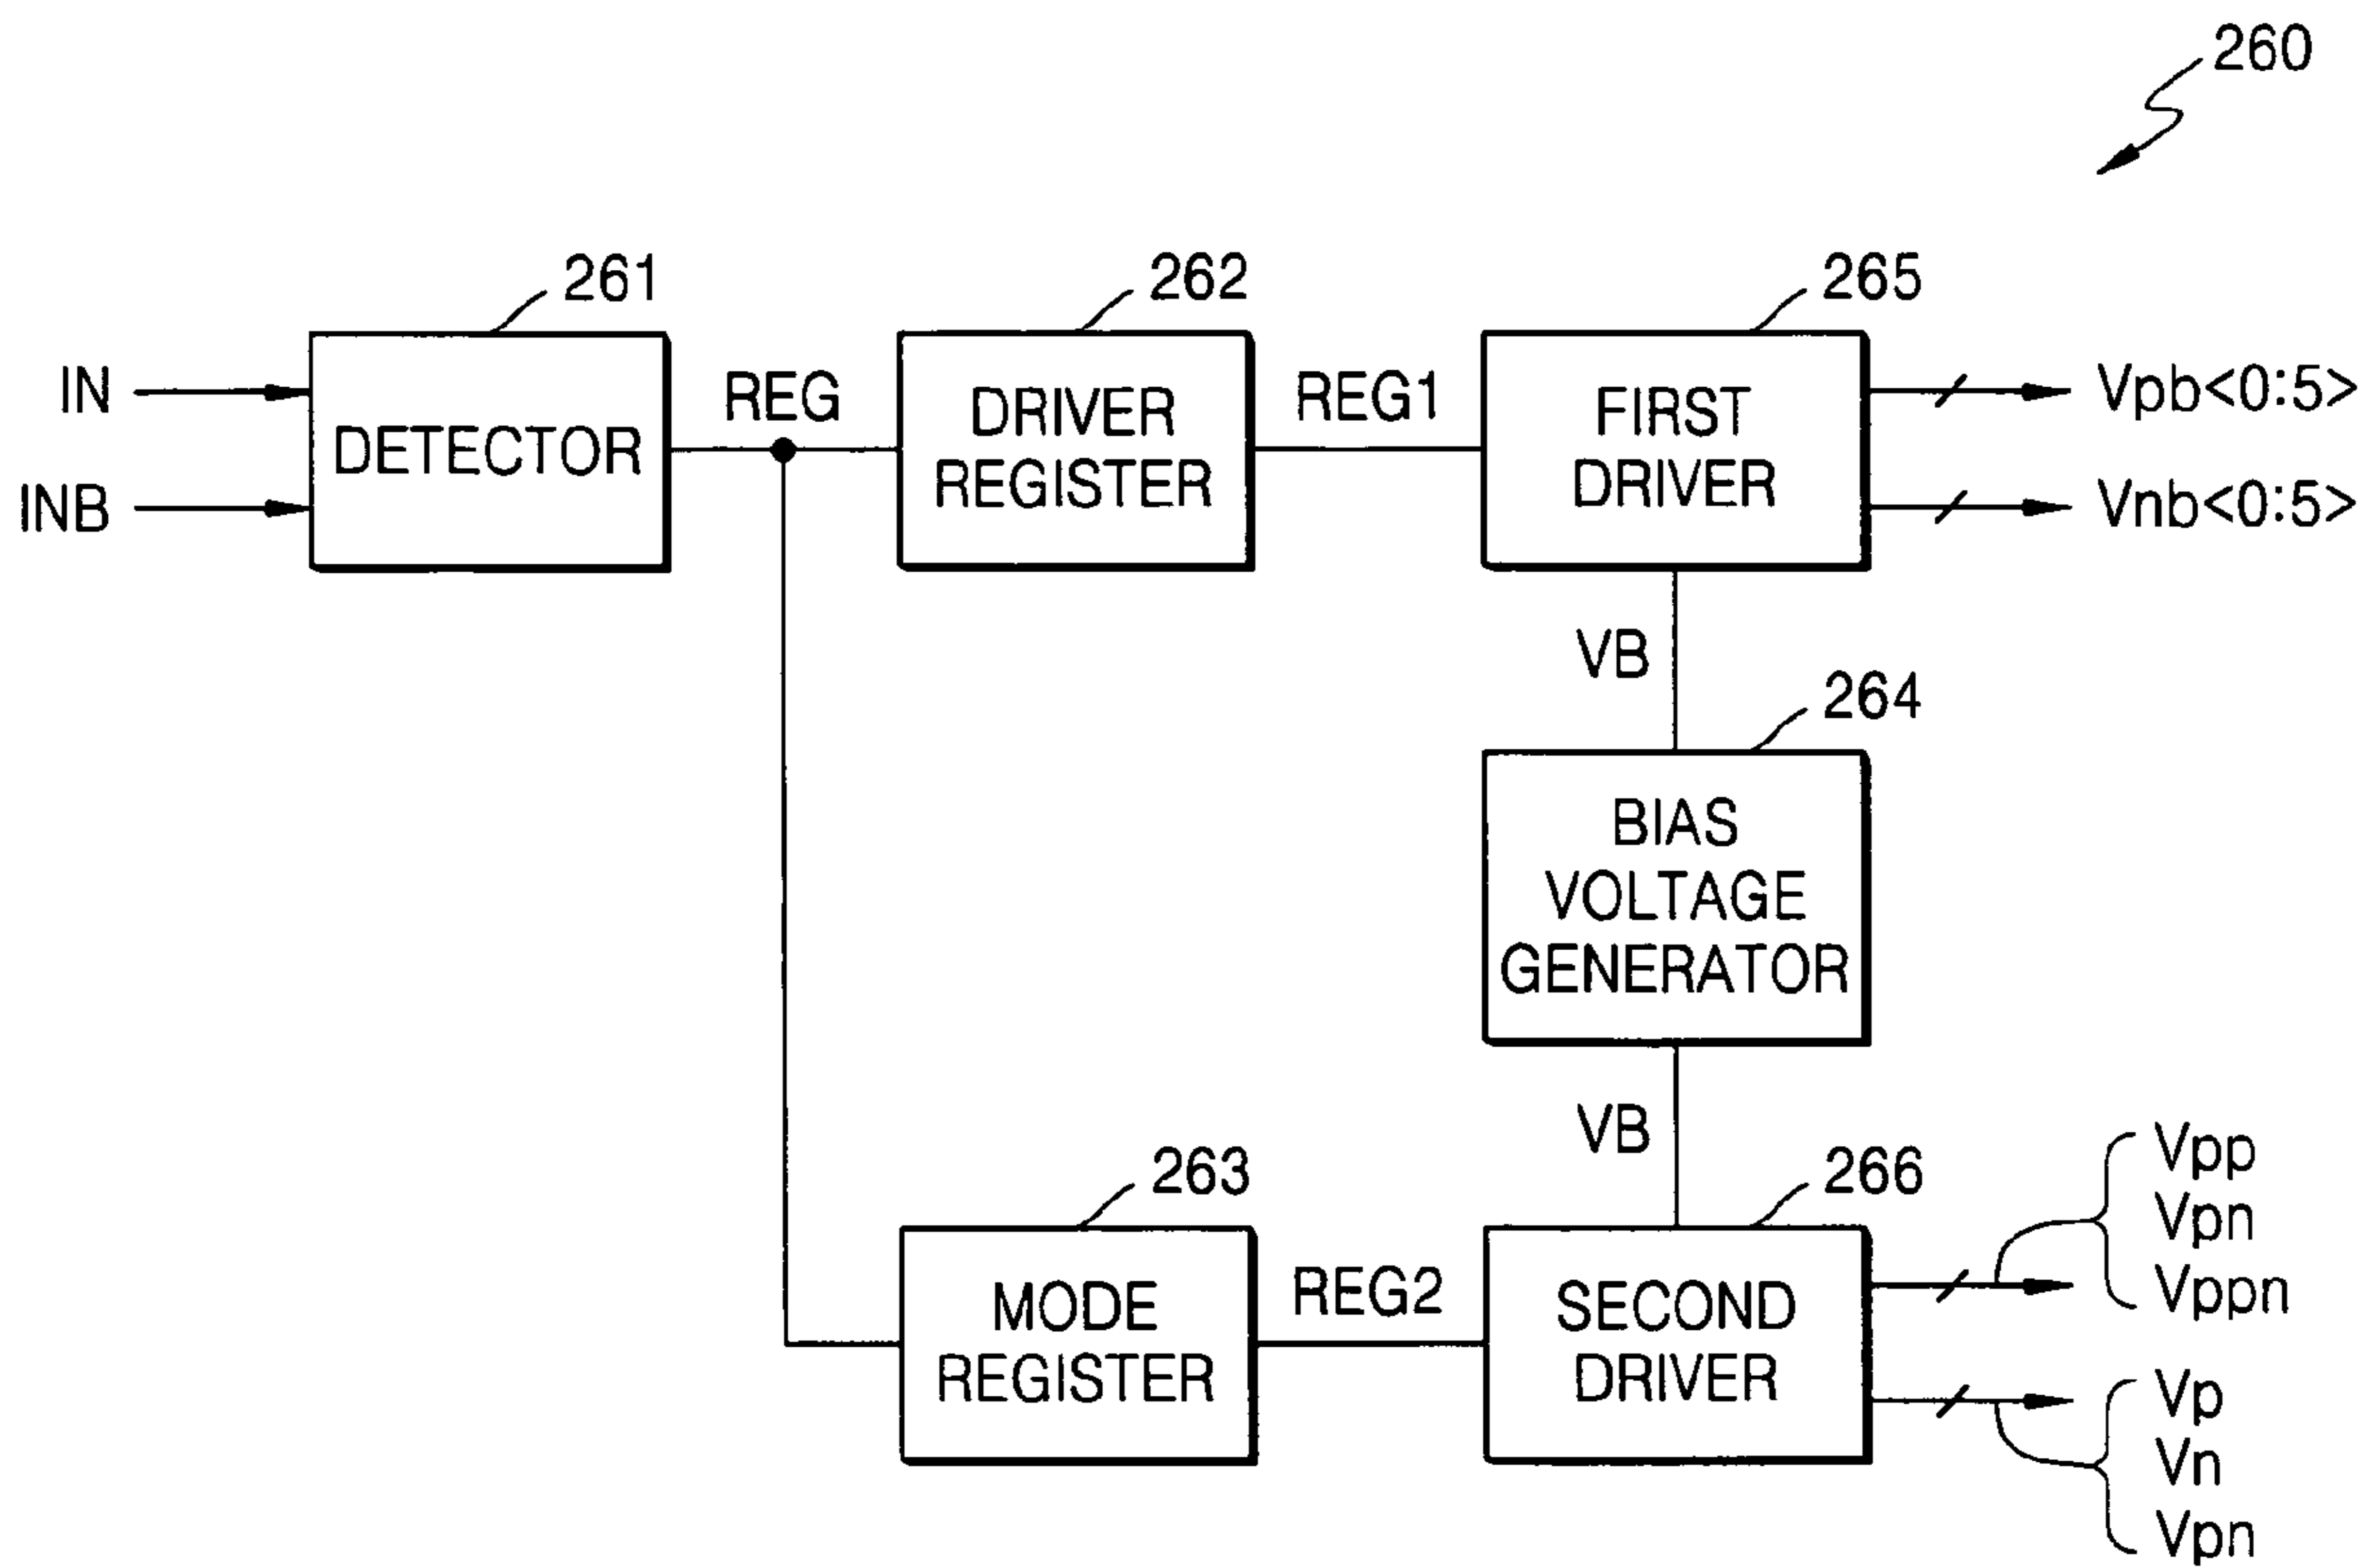 260
261
262
265
IN
INB
DETECTOR
REG
DRIVER
REGISTER
REG1
FIRST
DRIVER
Vpb<0:5>
Vnb<0:5>
VB
264
BIAS
VOLTAGE
GENERATOR
VB
263
266
MODE
REGISTER
REG2
SECOND
DRIVER
Vpp
Vpn
Vppn
Vp
Vn
Vpn